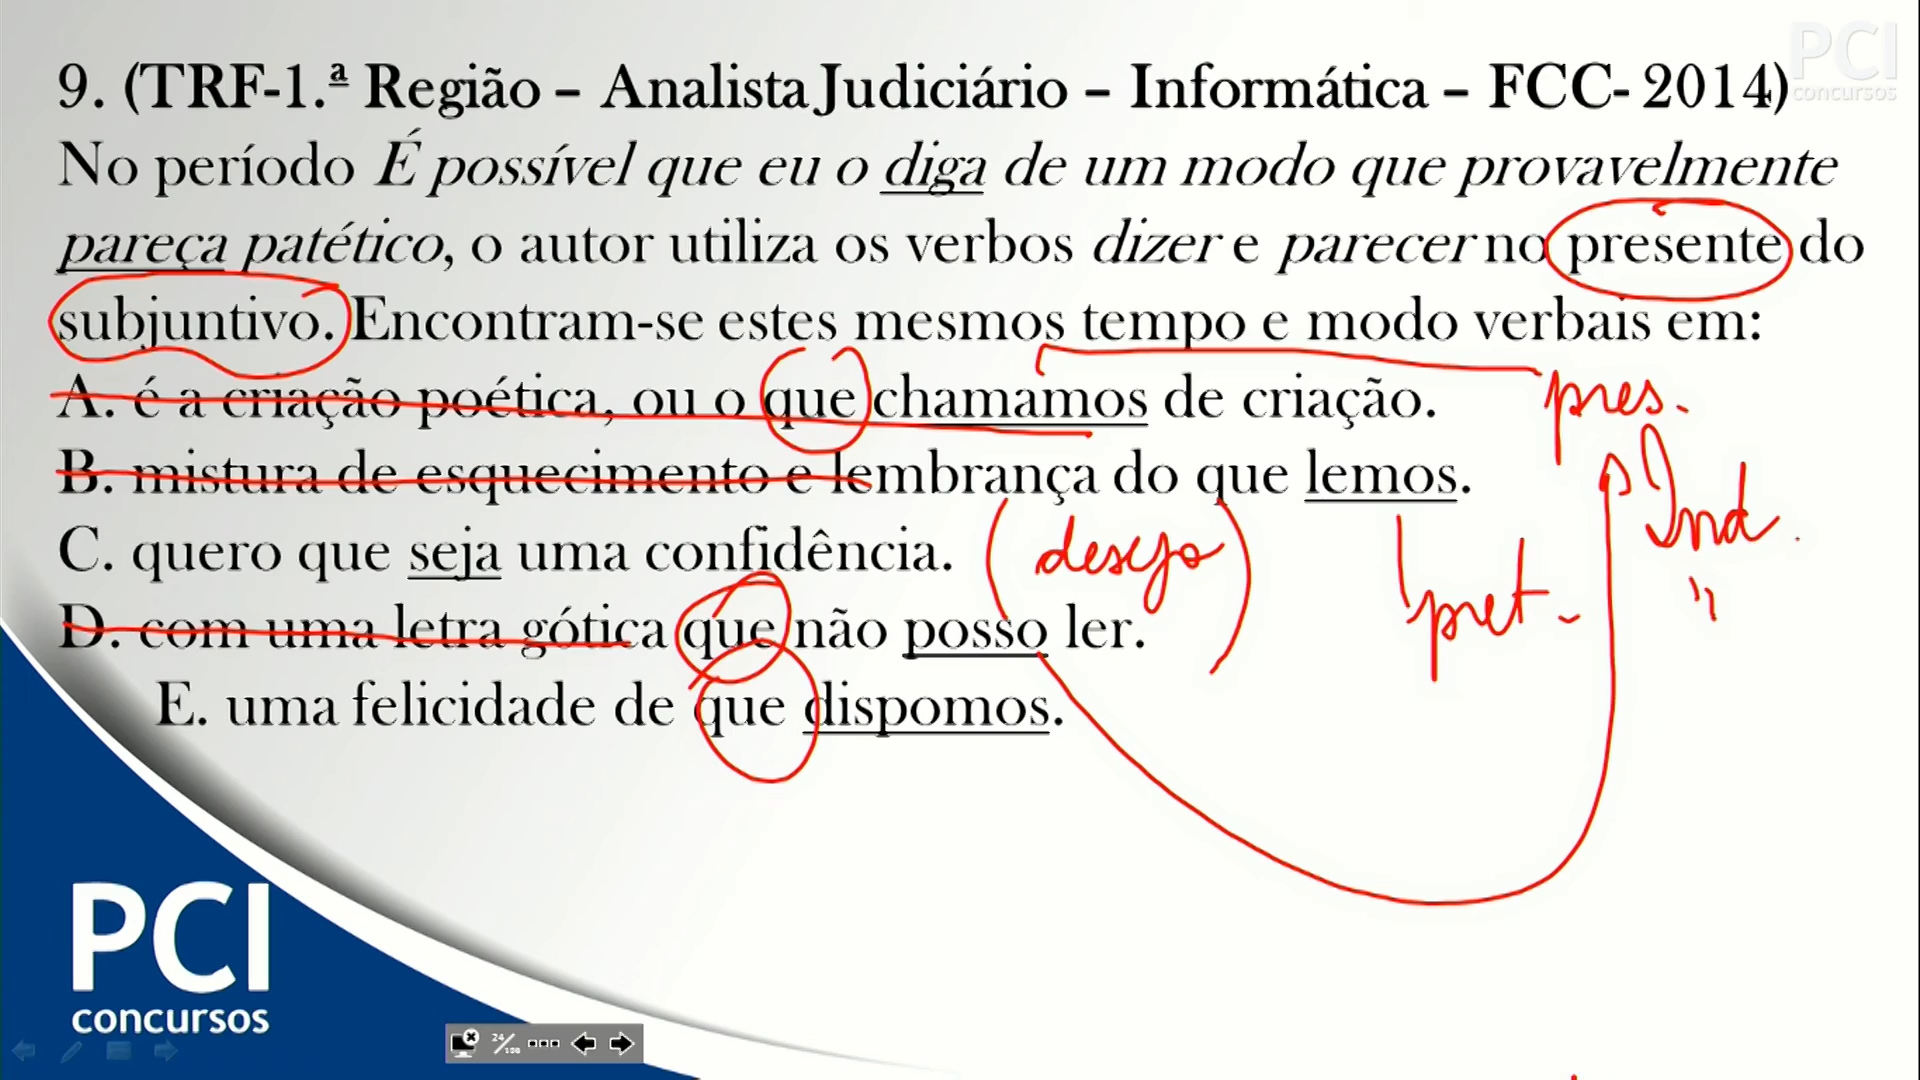 PCI
concursos
9. (TRF-1.ª Região – Analista Judiciário – Informática – FCC- 2014)
No período É possível que eu o diga de um modo que provavelmente
pareça patético, o autor utiliza os verbos dizer e parecer no presente do
subjuntivo. Encontram-se estes mesmos tempo e modo verbais em:
A. é a criação poética, ou o que chamamos de criação.
pres.
B. mistura de esquecimento e lembrança do que lemos.
Ind.
C. quero que seja uma confidência.
(desejo)
pret.
"
D. com uma letra gótica que não posso ler.
E. uma felicidade de que dispomos.
PCI
concursos
24/158